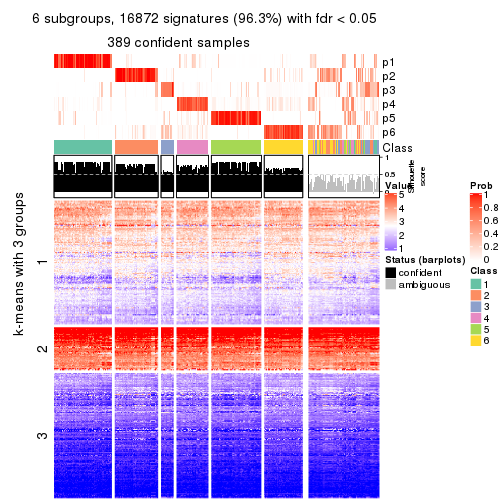 6 subgroups, 16872 signatures (96.3%) with fdr < 0.05
389 confident samples
p1
p2
p3
p4
p5
p6
Class
1
0.5
0
Silhouette
score
k-means with 3 groups
1
2
3
Value
5
4
3
2
1
Status (barplots)
confident
ambiguous
Prob
1
0.8
0.6
0.4
0.2
0
Class
1
2
3
4
5
6